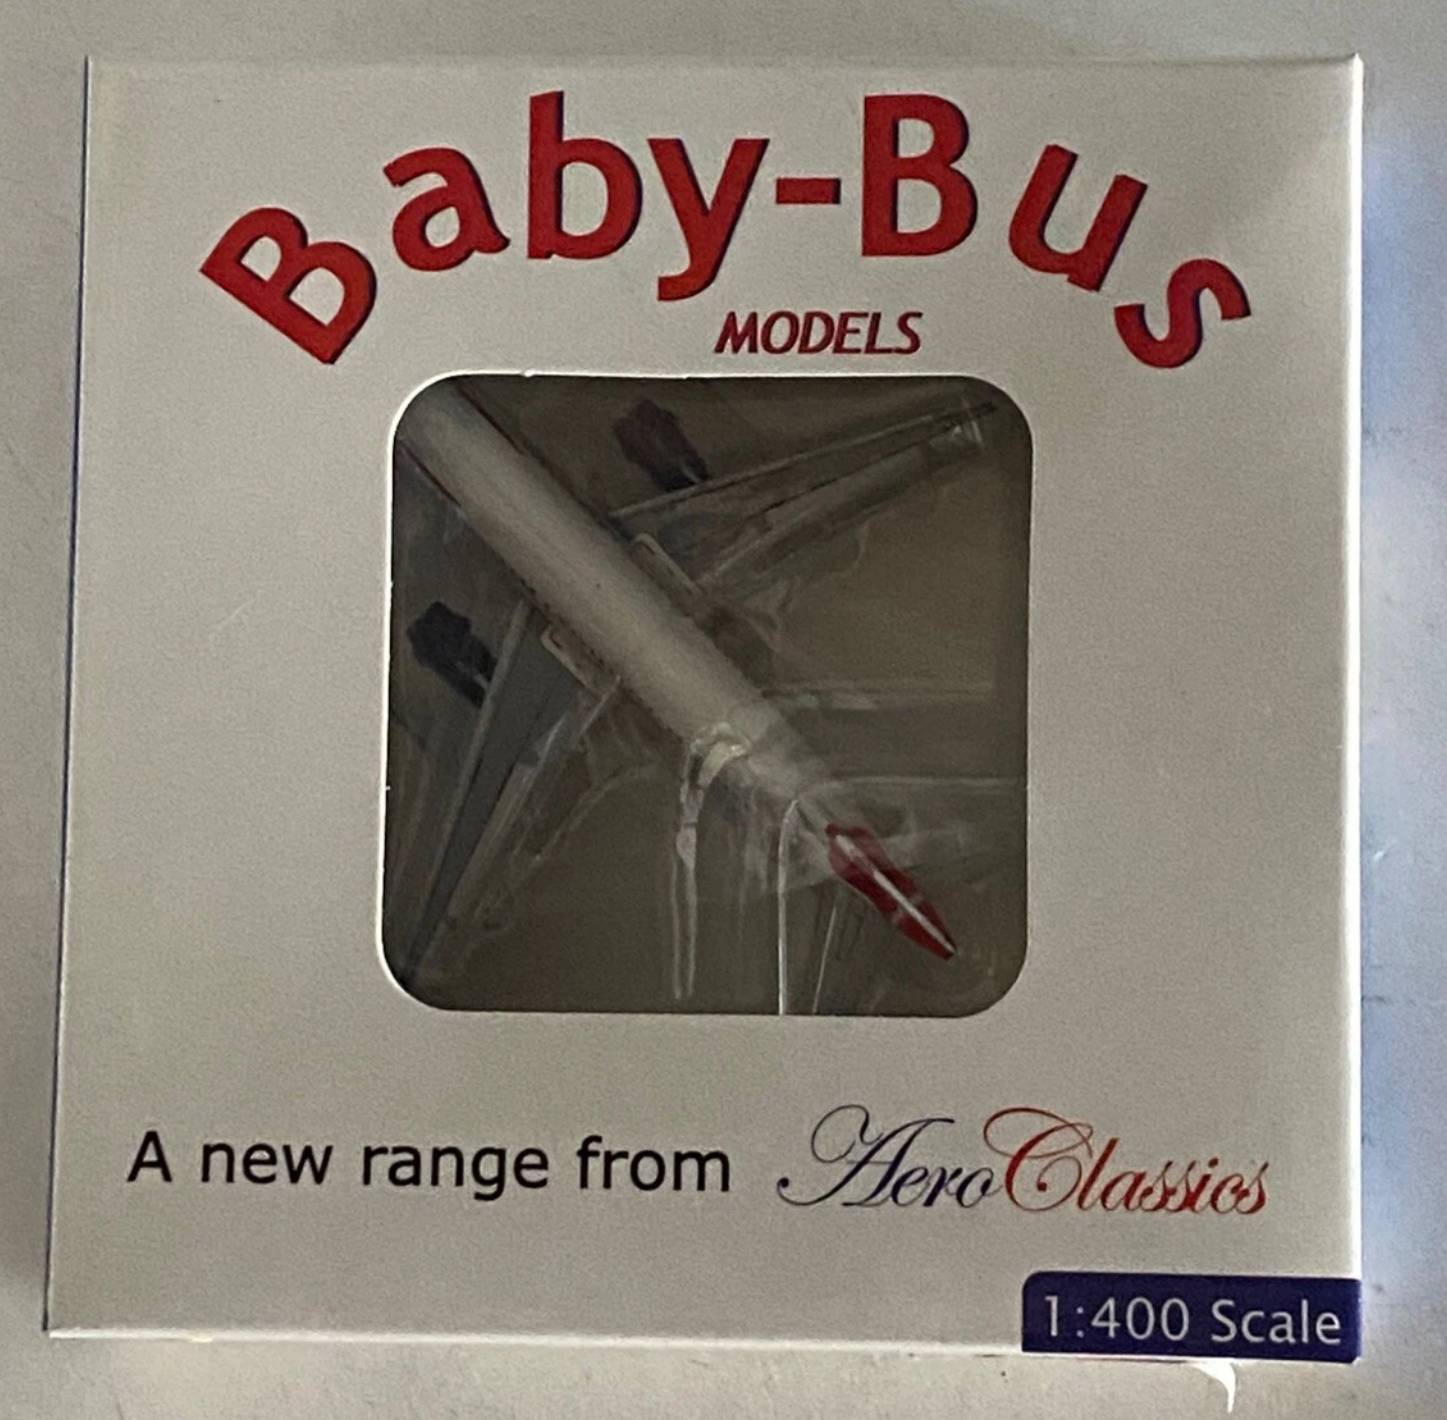 Baby-Bus
MODELS
A new range from AeroClassics
1:400 Scale